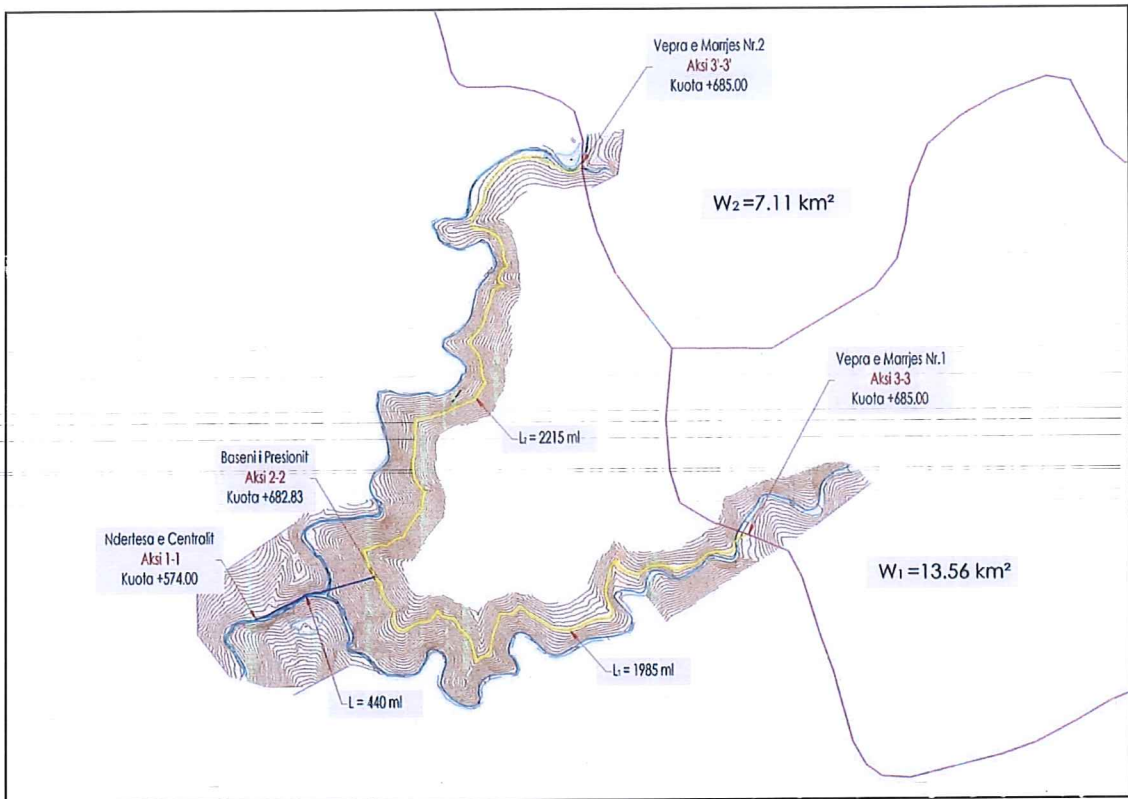 Vepra e Marrjes Nr.2
Aksi 3'-3'
Kuota +685.00
W₂=7.11 km²
Vepra e Marrjes Nr.1
Aksi 3-3
Kuota +685.00
L₂ = 2215 ml
Baseni i Presionit
Aksi 2-2
Kuota +682.83
Ndertesa e Centralit
Aksi 1-1
Kuota +574.00
W₁=13.56 km²
L₁ = 1985 ml
L = 440 ml